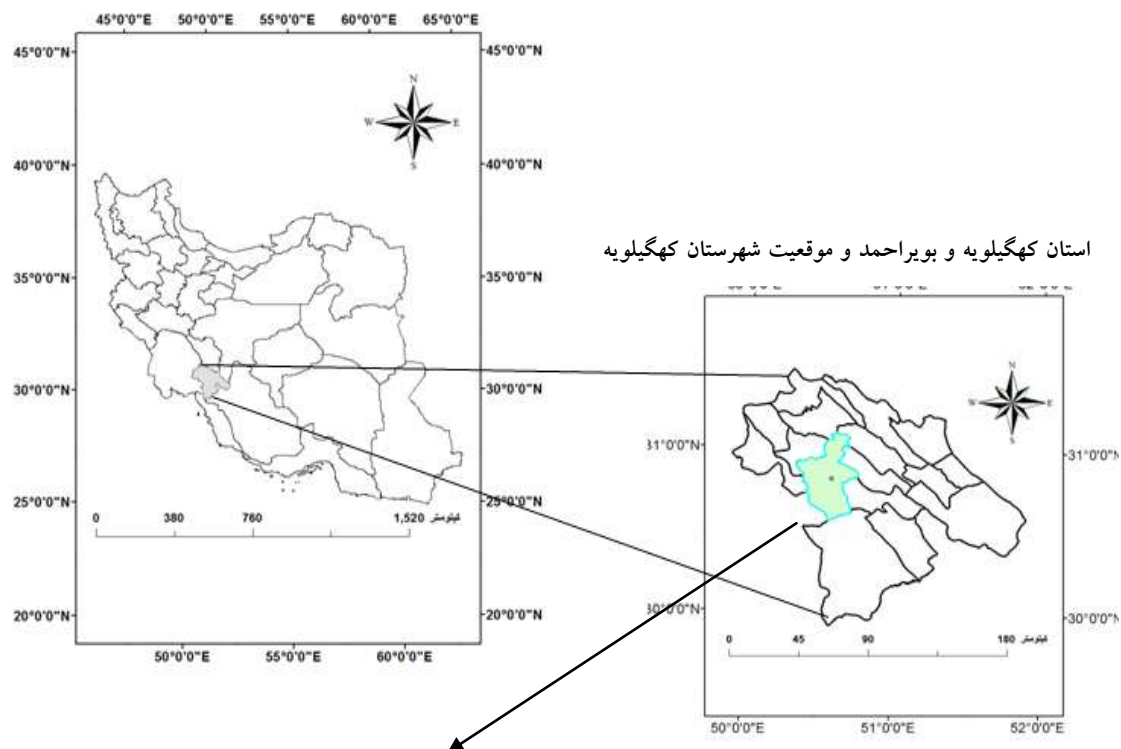 45°0'0"E 50°0'0"E 55°0'0"E 60°0'0"E 65°0'0"E
45°0'0"N
45°0'0"N
N
W
E
S
40°0'0"N
40°0'0"N
استان کهگیلویه و بویراحمد و موقعیت شهرستان کهگیلویه
35°0'0"N
35°0'0"N
30°0'0"N
30°0'0"N
25°0'0"N
25°0'0"N
0 380 760 1,520 کیلومتر
20°0'0"N
20°0'0"N
50°0'0"E 55°0'0"E 60°0'0"E
N
W
E
S
31°0'0"N
31°0'0"N
30°0'0"N
30°0'0"N
0 45 90 180 کیلومتر
50°0'0"E 51°0'0"E 52°0'0"E